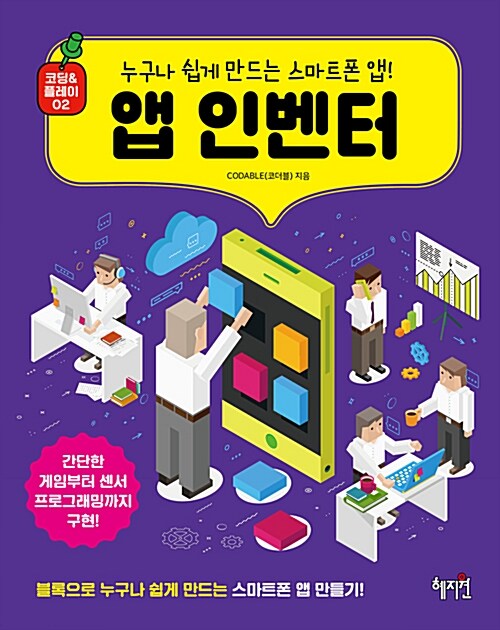 코딩&
플레이
02
누구나 쉽게 만드는 스마트폰 앱!
앱 인벤터
CODABLE(코더블) 지음
간단한
게임부터 센서
프로그래밍까지
구현!
블록으로 누구나 쉽게 만드는 스마트폰 앱 만들기!
혜지원